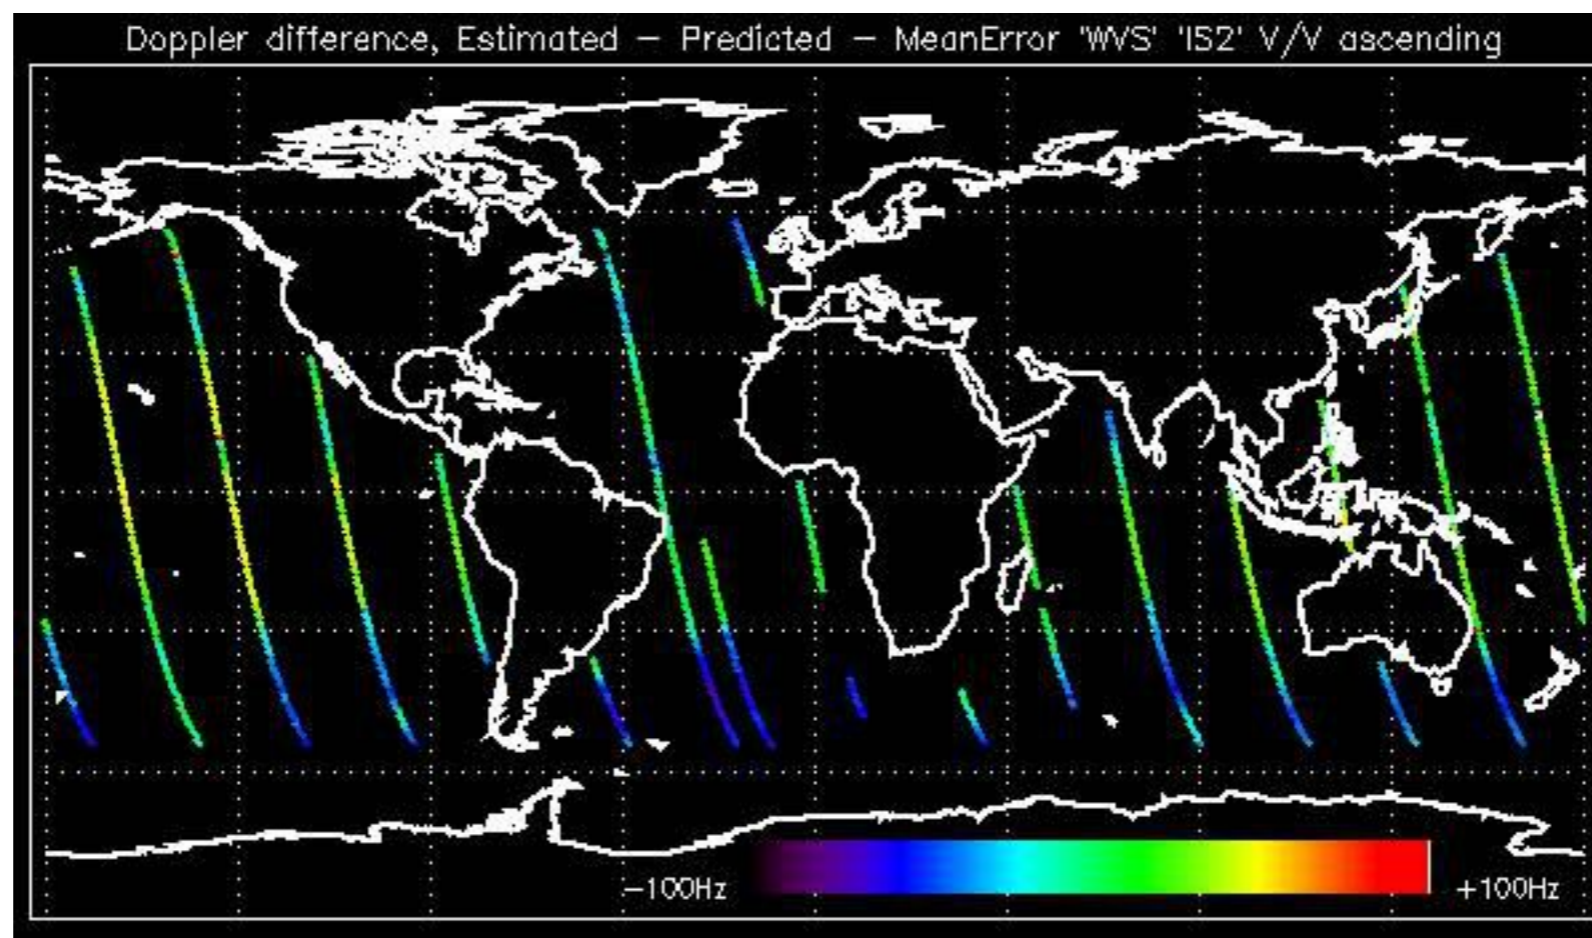 Doppler difference, Estimated – Predicted – MeanError 'WVS' 'IS2' V/V ascending
-100Hz +100Hz